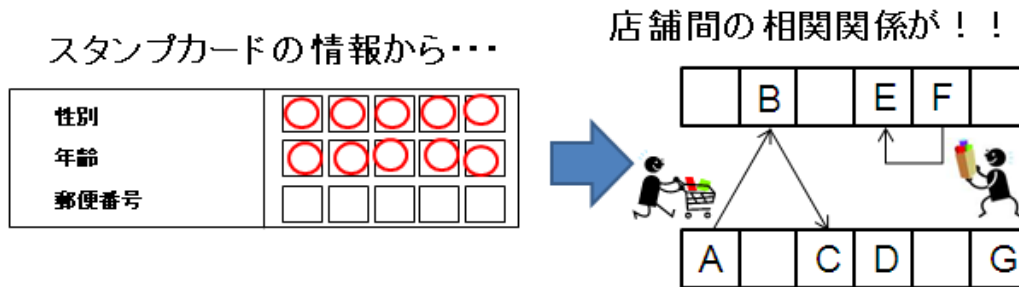 スタンプカードの情報から・・・
性別
年齢
郵便番号
店舗間の相関関係が！！
B E F
A C D G